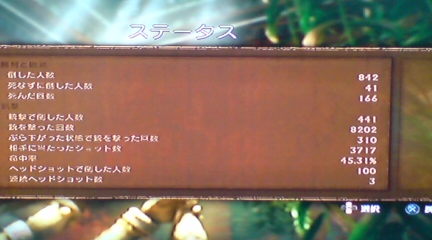 ステータス
倒した人数 842
死なずに倒した人数 41
死んだ回数 166
銃撃
銃撃で倒した人数 441
銃を撃った回数 8202
ぶら下がった状態で銃を撃った回数 310
相手に当たったショット数 3717
命中率 45.31%
ヘッドショットで倒した人数 100
連続ヘッドショット数 3
選択